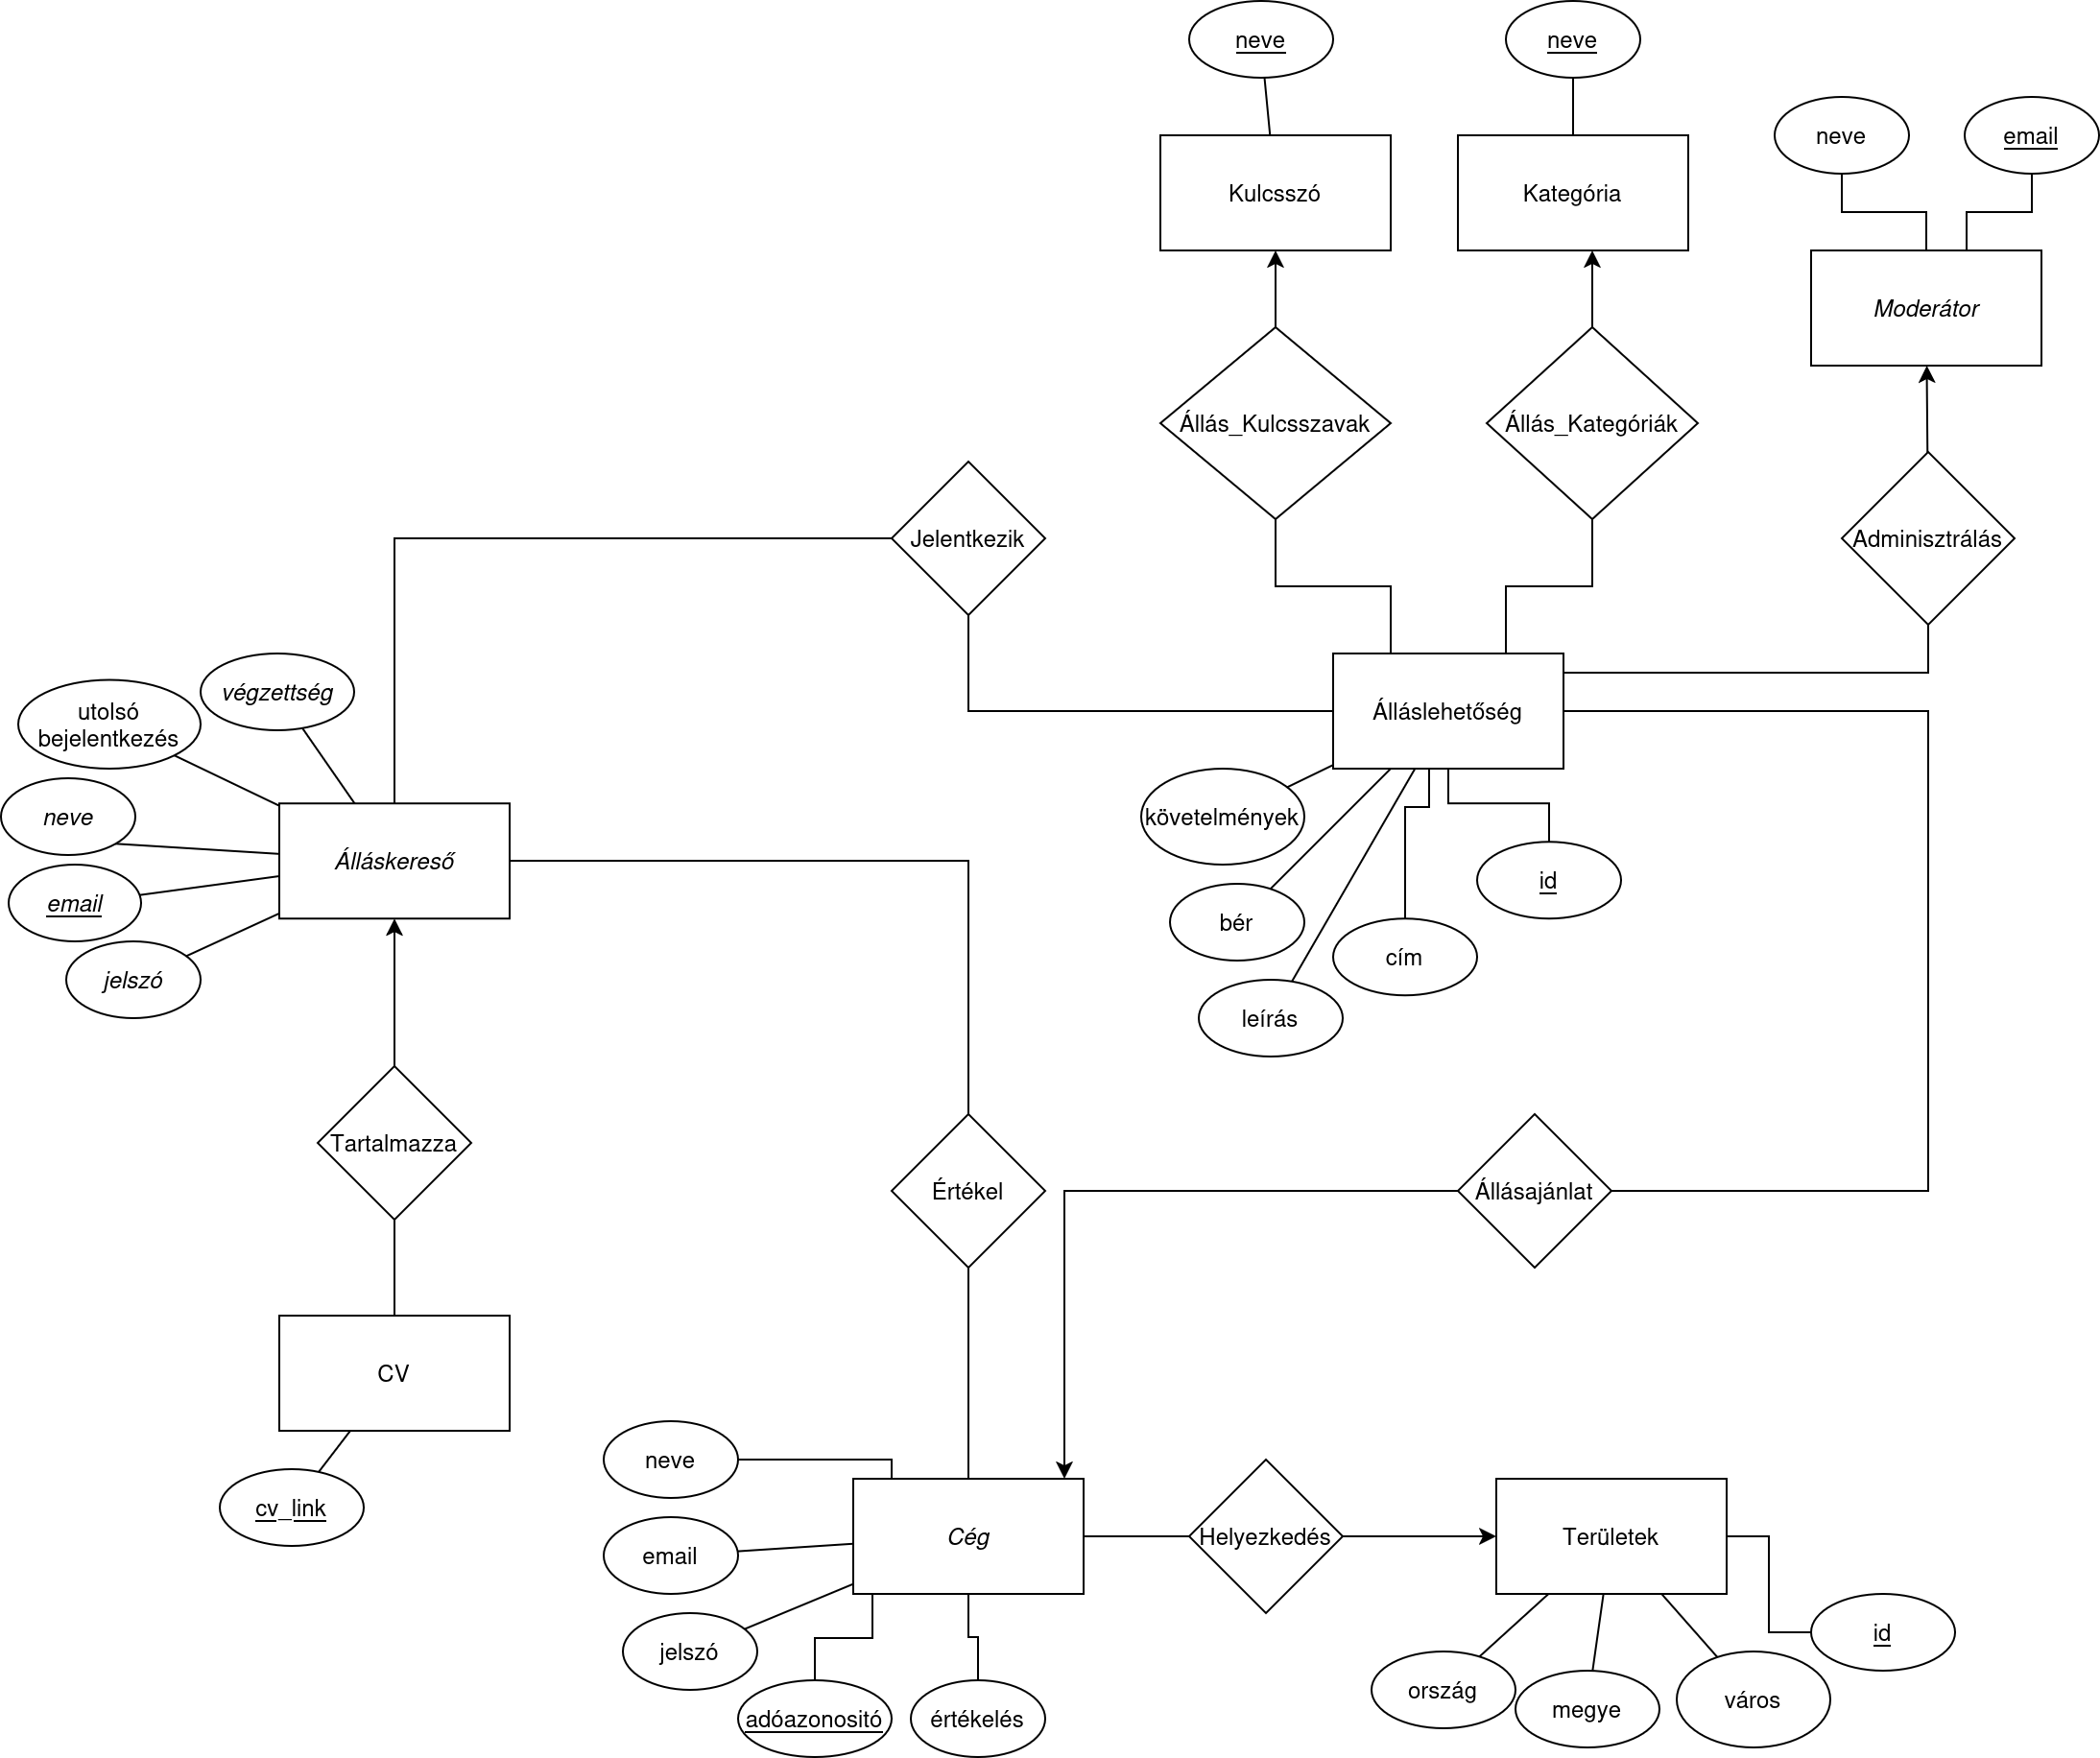 neve
neve
neve
email
Kulcsszó
Kategória
Moderátor
Állás_Kulcsszavak
Állás_Kategóriák
Jelentkezik
Adminisztrálás
végzettség
utolsó
bejelentkezés
Álláslehetőség
neve
követelmények
Álláskereső
email
id
bér
jelszó
cím
leírás
Tartalmazza
Értékel
Állásajánlat
CV
neve
cv_link
email
Cég
Helyezkedés
Területek
jelszó
id
adóazonositó
értékelés
ország
megye
város